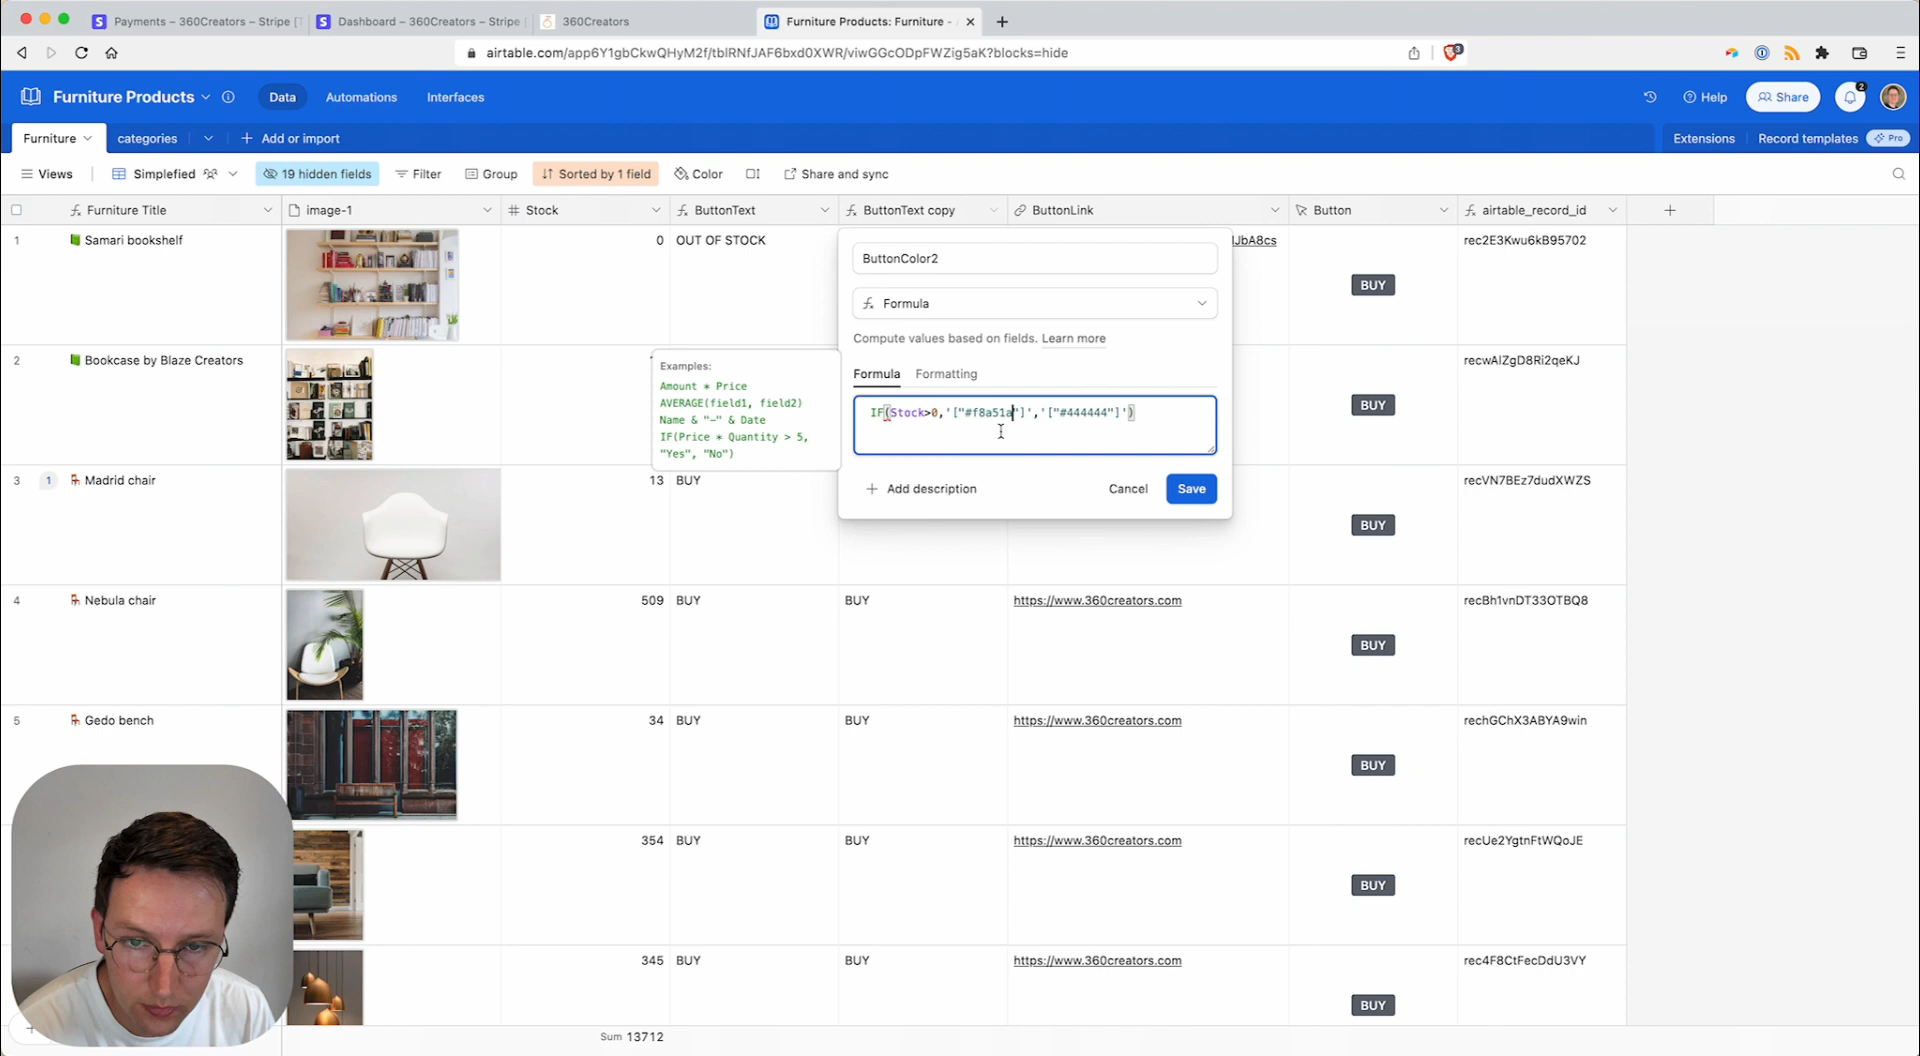 Payments – 360Creators – Stripe [T
Dashboard – 360Creators – Stripe
360Creators
Furniture Products: Furniture -
airtable.com/app6Y1gbCkwQHyM2f/tblRNfJAF6bxd0XWR/viwGGcODpFWZig5aK?blocks=hide
3
Furniture Products
Data
Automations
Interfaces
Help
Share
2
Furniture
categories
Add or import
Extensions
Record templates
Pro
Views
Simplefied
19 hidden fields
Filter
Group
Sorted by 1 field
Color
Share and sync
Furniture Title
image-1
Stock
ButtonText
ButtonText copy
ButtonLink
Button
airtable_record_id
1
Samari bookshelf
0
OUT OF STOCK
IJbA8cs
BUY
rec2E3Kwu6kB95702
ButtonColor2
Formula
Compute values based on fields. Learn more
Formula
Formatting
IF(Stock>0,'["#f8a51a"]','["#444444"]')
Add description
Cancel
Save
Examples:
Amount * Price
AVERAGE(field1, field2)
Name & "-" & Date
IF(Price * Quantity > 5,
"Yes", "No")
2
Bookcase by Blaze Creators
BUY
recwAlZgD8Ri2qeKJ
3
1
Madrid chair
13
BUY
BUY
recVN7BEz7dudXWZS
4
Nebula chair
509
BUY
BUY
https://www.360creators.com
BUY
recBh1vnDT33OTBQ8
5
Gedo bench
34
BUY
BUY
https://www.360creators.com
BUY
rechGChX3ABYA9win
354
BUY
BUY
https://www.360creators.com
BUY
recUe2YgtnFtWQoJE
345
BUY
BUY
https://www.360creators.com
BUY
rec4F8CtFecDdU3VY
Sum 13712